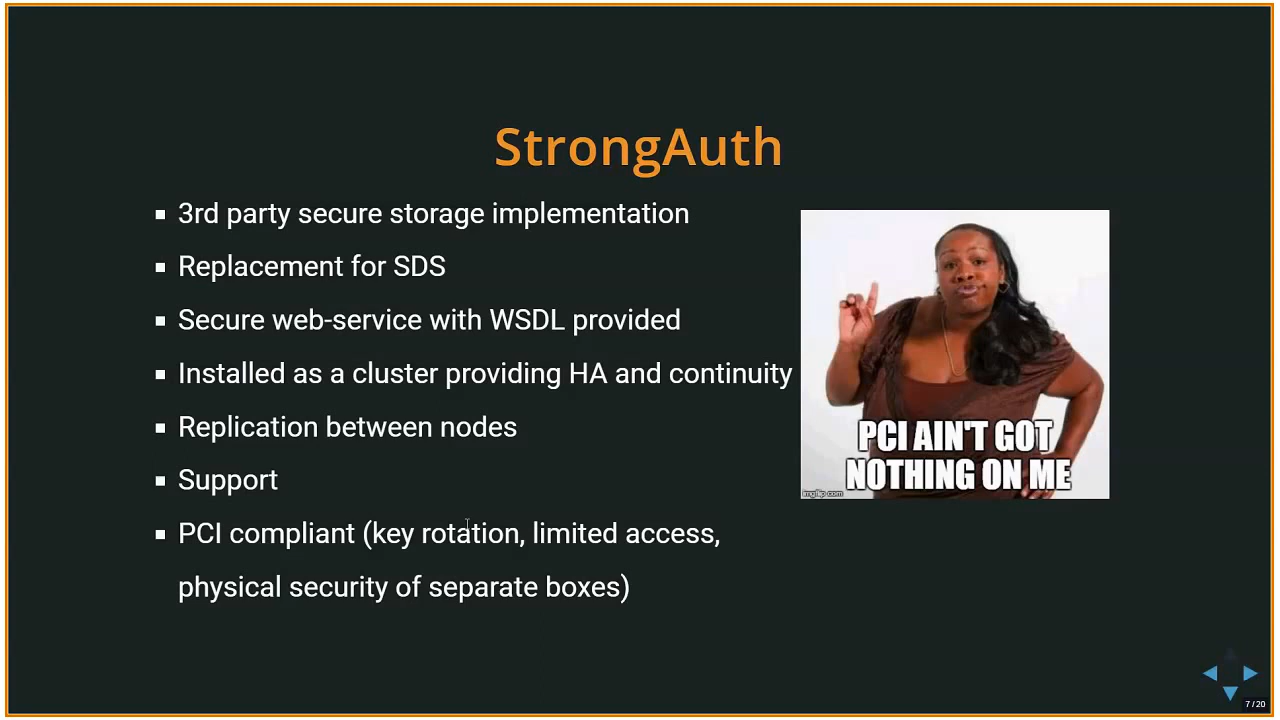 StrongAuth
3rd party secure storage implementation
Replacement for SDS
Secure web-service with WSDL provided
Installed as a cluster providing HA and continuity
Replication between nodes
Support
PCI compliant (key rotation, limited access,
physical security of separate boxes)
PCI AIN'T GOT
NOTHING ON ME
imgflip.com
7 / 20